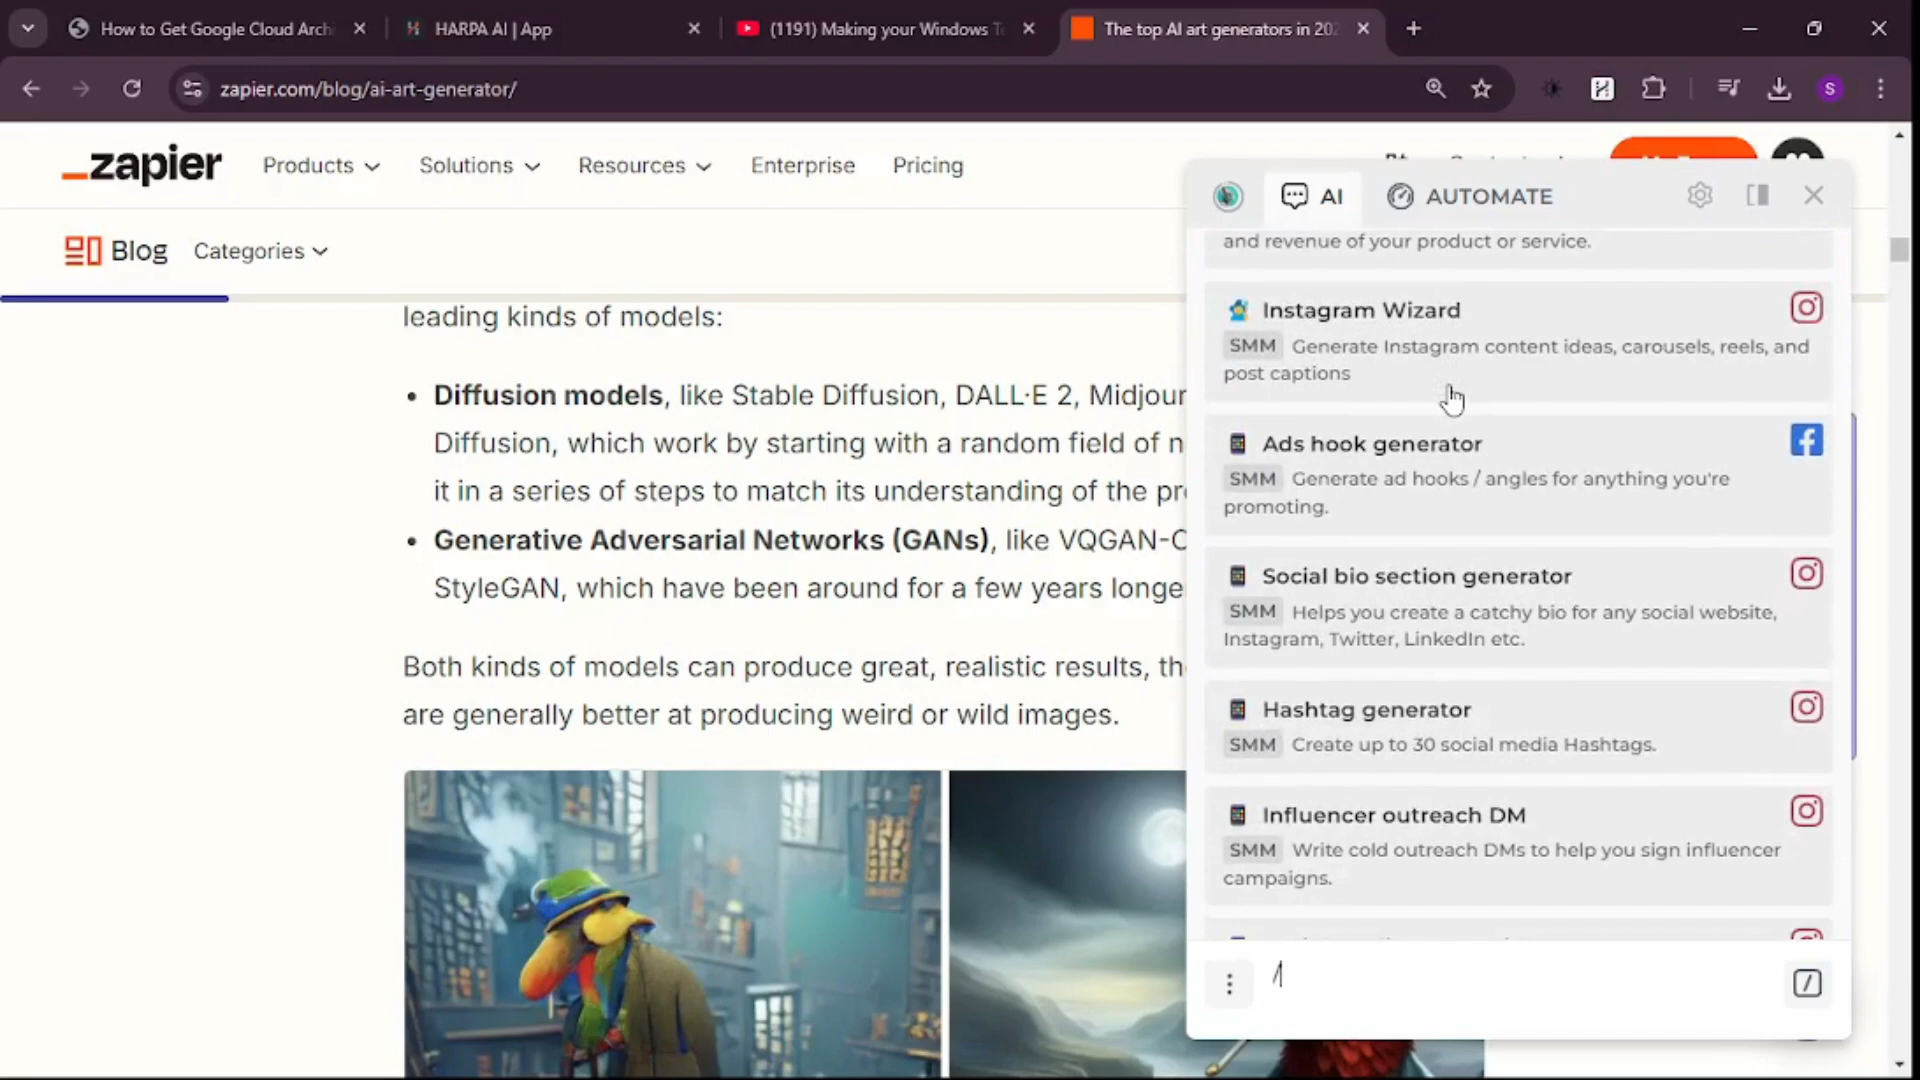 How to Get Google Cloud Archi
HARPA AI | App
(1191) Making your Windows Te
The top AI art generators in 202
zapier.com/blog/ai-art-generator/
S
_zapier
Products
Solutions
Resources
Enterprise
Pricing
Blog
Categories
leading kinds of models:
• Diffusion models, like Stable Diffusion, DALL·E 2, Midjour
Diffusion, which work by starting with a random field of n
it in a series of steps to match its understanding of the pr
• Generative Adversarial Networks (GANs), like VQGAN-C
StyleGAN, which have been around for a few years longe
Both kinds of models can produce great, realistic results, th
are generally better at producing weird or wild images.
AI
AUTOMATE
and revenue of your product or service.
Instagram Wizard
SMM Generate Instagram content ideas, carousels, reels, and
post captions
Ads hook generator
SMM Generate ad hooks / angles for anything you're
promoting.
Social bio section generator
SMM Helps you create a catchy bio for any social website,
Instagram, Twitter, LinkedIn etc.
Hashtag generator
SMM Create up to 30 social media Hashtags.
Influencer outreach DM
SMM Write cold outreach DMs to help you sign influencer
campaigns.
/